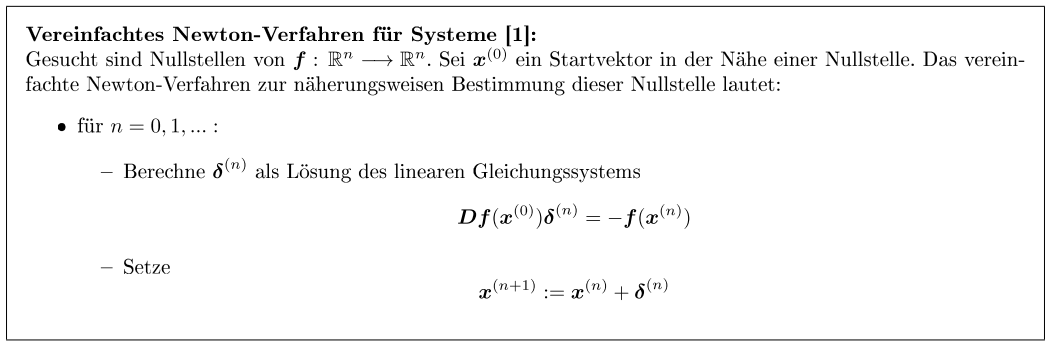 Vereinfachtes Newton-Verfahren für Systeme [1]:
Gesucht sind Nullstellen von f : ℝⁿ ⟶ ℝⁿ. Sei x⁽⁰⁾ ein Startvektor in der Nähe einer Nullstelle. Das verein-
fachte Newton-Verfahren zur näherungsweisen Bestimmung dieser Nullstelle lautet:
• für n = 0, 1, ... :
– Berechne δ⁽ⁿ⁾ als Lösung des linearen Gleichungssystems
Df(x⁽⁰⁾)δ⁽ⁿ⁾ = −f(x⁽ⁿ⁾)
– Setze
x⁽ⁿ⁺¹⁾ := x⁽ⁿ⁾ + δ⁽ⁿ⁾